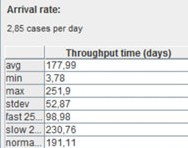 Arrival rate:
2,85 cases per day
Throughput time (days)
avg 177,99
min 3,78
max 251,9
stdev 52,87
fast 25... 98,98
slow 2... 230,76
norma... 191,11